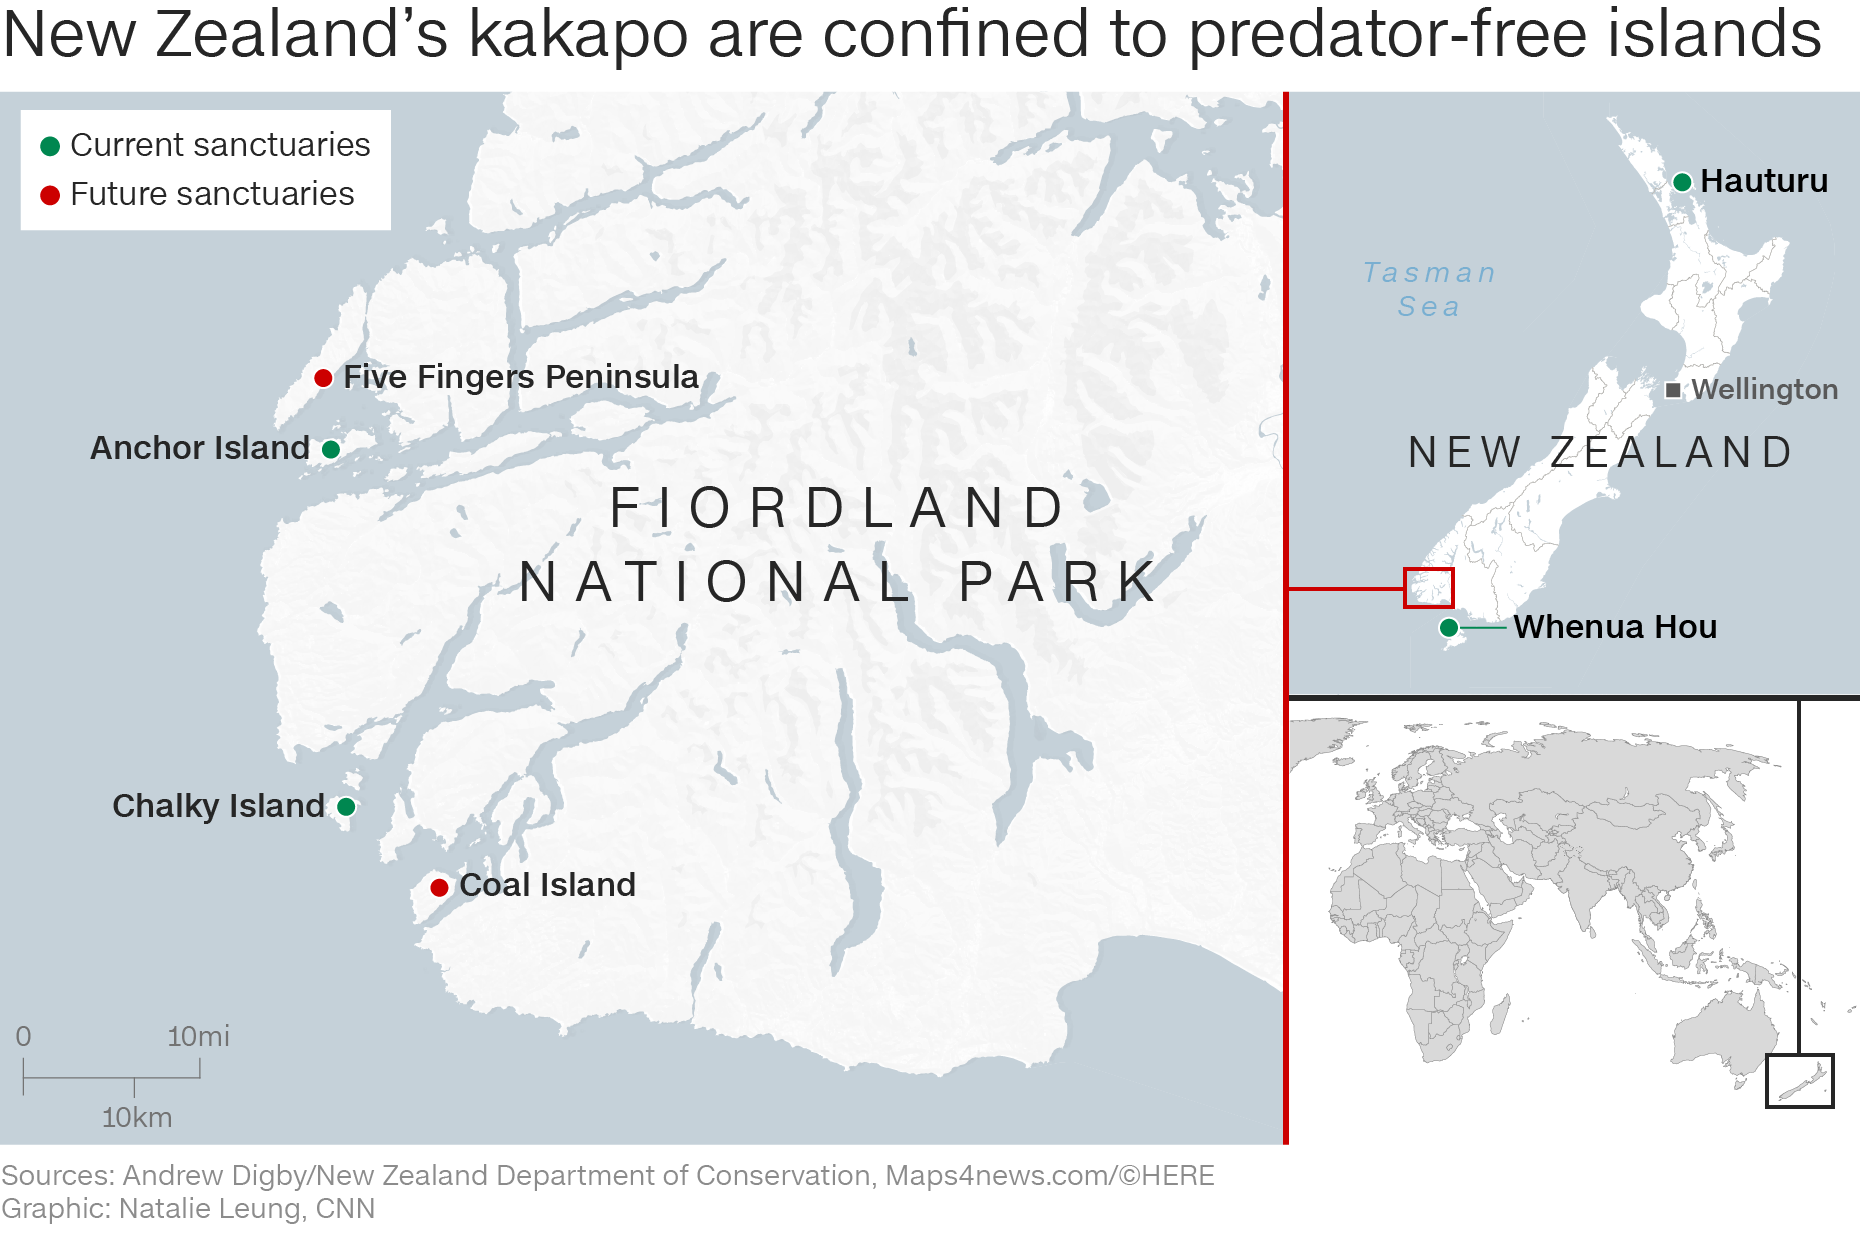 New Zealand's kakapo are confined to predator-free islands
Current sanctuaries
Future sanctuaries
Five Fingers Peninsula
Anchor Island
FIORDLAND
NATIONAL PARK
Chalky Island
Coal Island
0 10mi
10km
Hauturu
Tasman
Sea
Wellington
NEW ZEALAND
Whenua Hou
Sources: Andrew Digby/New Zealand Department of Conservation, Maps4news.com/©HERE
Graphic: Natalie Leung, CNN